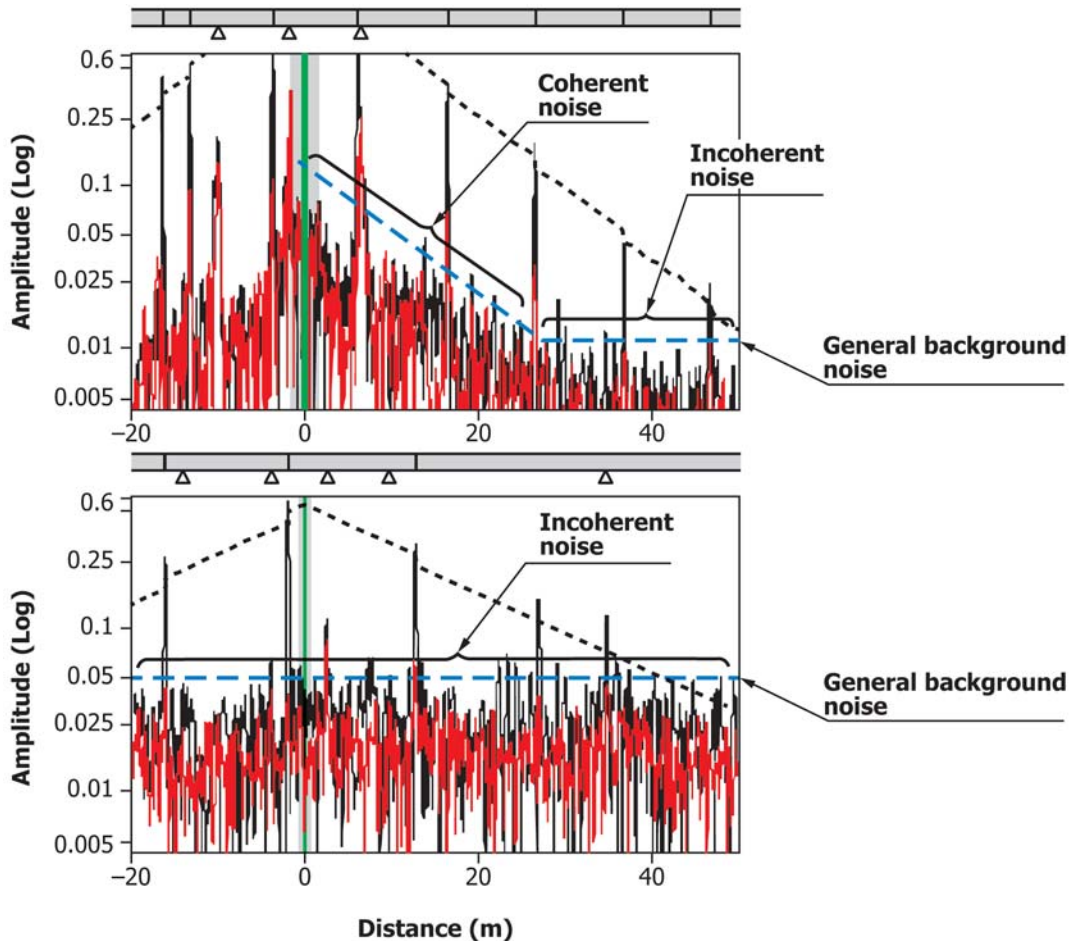 0.6
0.25
0.1
0.05
0.025
0.01
0.005
Amplitude (Log)
Coherent
noise
Incoherent
noise
General background
noise
−20
0
20
40
0.6
0.25
0.1
0.05
0.025
0.01
0.005
Amplitude (Log)
Incoherent
noise
General background
noise
−20
0
20
40
Distance (m)